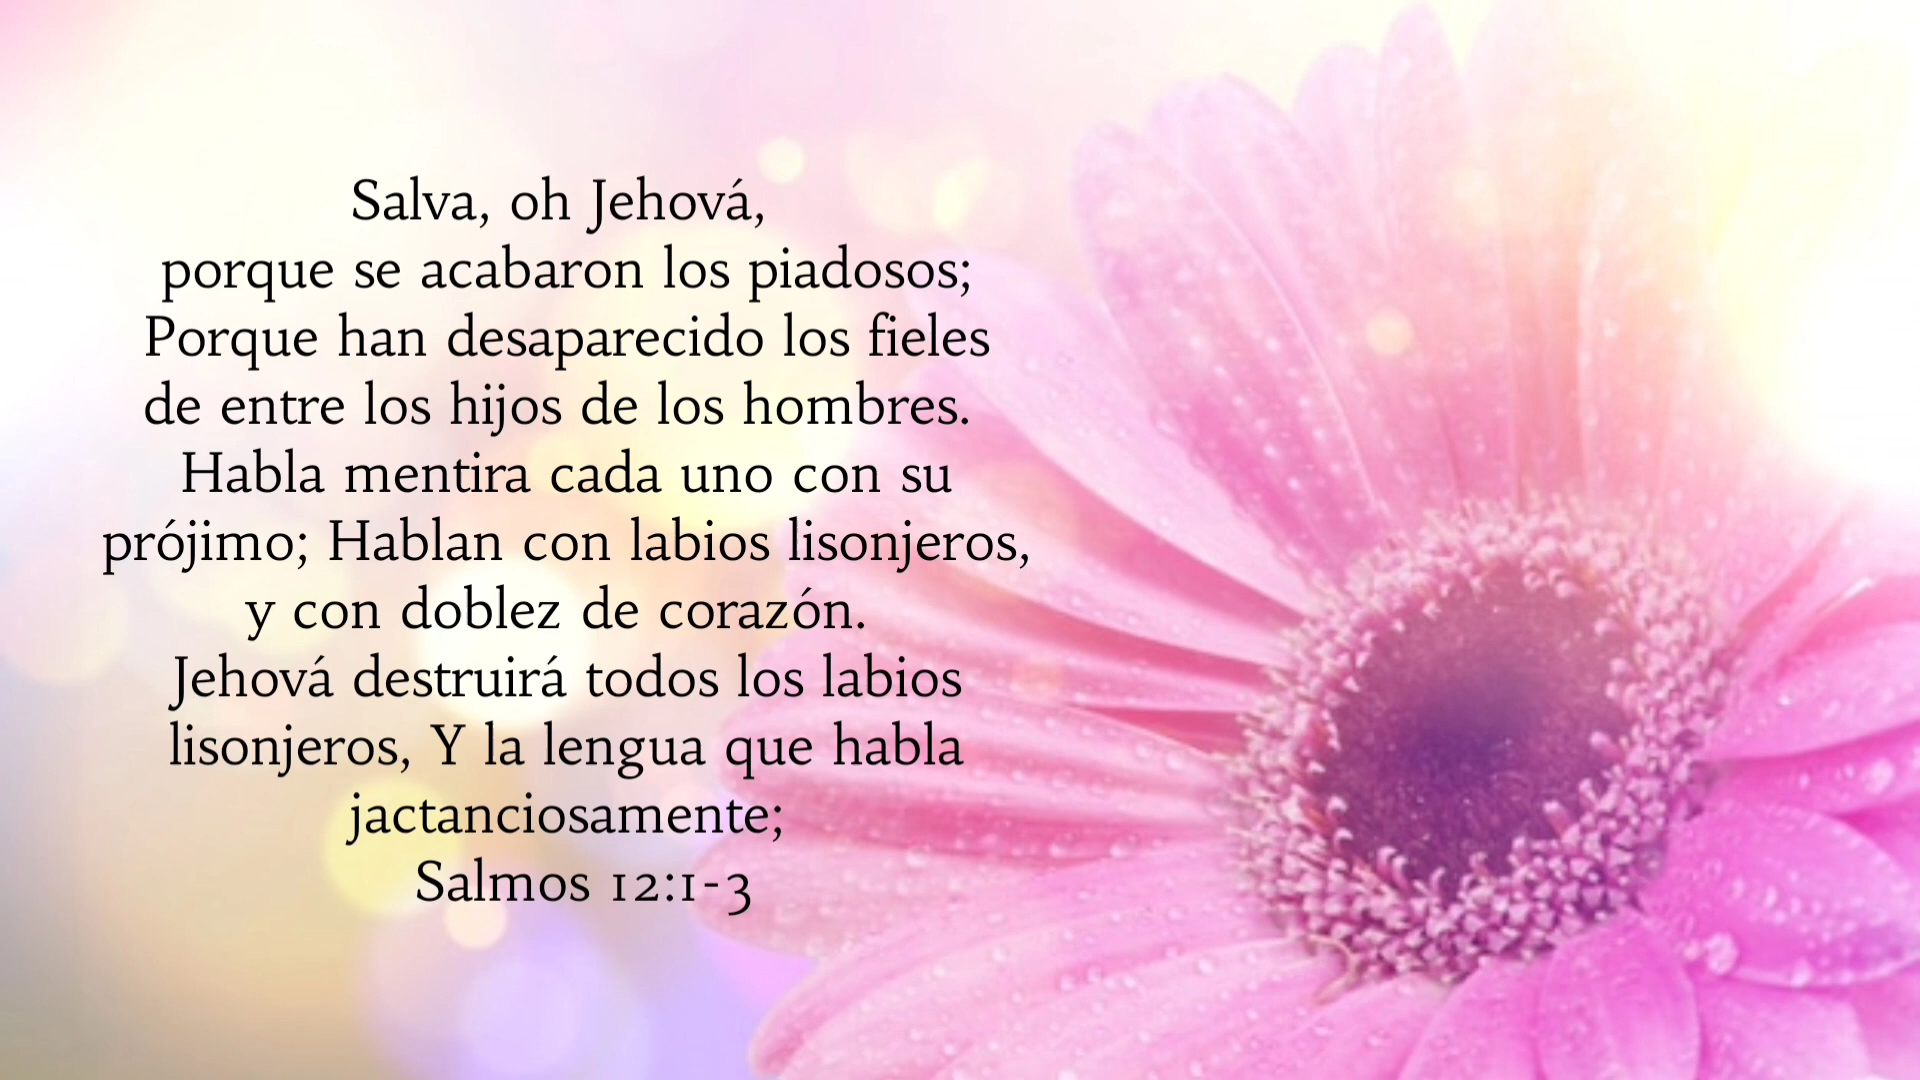 Salva, oh Jehová,
porque se acabaron los piadosos;
Porque han desaparecido los fieles
de entre los hijos de los hombres.
Habla mentira cada uno con su
prójimo; Hablan con labios lisonjeros,
y con doblez de corazón.
Jehová destruirá todos los labios
lisonjeros, Y la lengua que habla
jactanciosamente;
Salmos 12:1-3